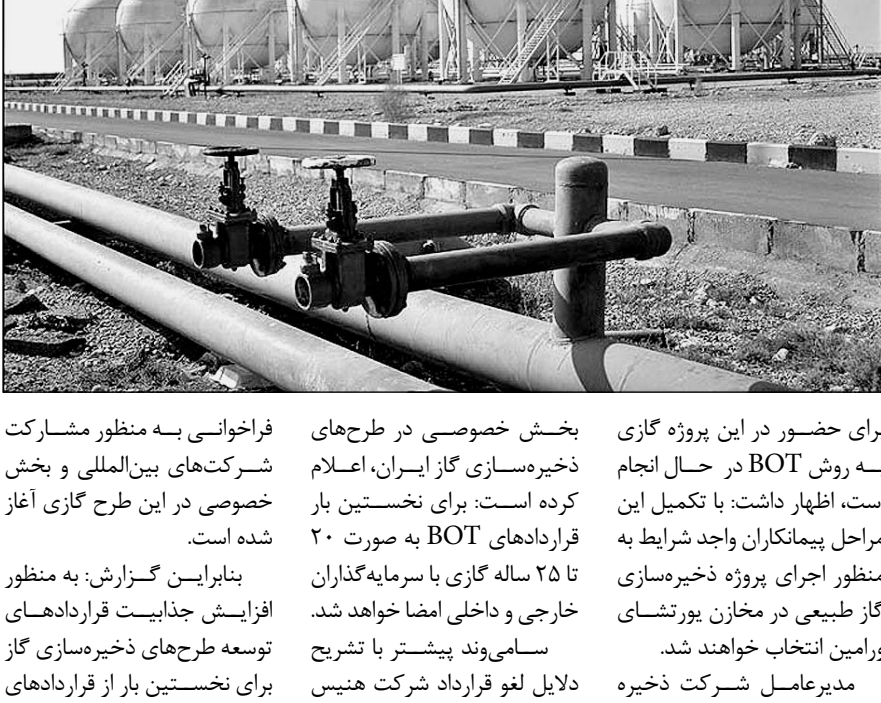 برای حضور در این پروژه گازی
به روش BOT در حال انجام
است، اظهار داشت: با تکمیل این
مراحل پیمانکاران واجد شرایط به
منظور اجرای پروژه ذخیره‌سازی
گاز طبیعی در مخازن یورتشای
ورامین انتخاب خواهند شد.
مدیرعامل شرکت ذخیره
بخش خصوصی در طرح‌های
ذخیره‌سازی گاز ایران، اعلام
کرده است: برای نخستین بار
قراردادهای BOT به صورت ۲۰
تا ۲۵ ساله گازی با سرمایه‌گذاران
خارجی و داخلی امضا خواهد شد.
سامی‌وند پیشتر با تشریح
دلایل لغو قرارداد شرکت هنیس
فراخوانی به منظور مشارکت
شرکت‌های بین‌المللی و بخش
خصوصی در این طرح گازی آغاز
شده است.
بنابراین گزارش: به منظور
افزایش جذابیت قراردادهای
توسعه طرح‌های ذخیره‌سازی گاز
برای نخستین بار از قراردادهای